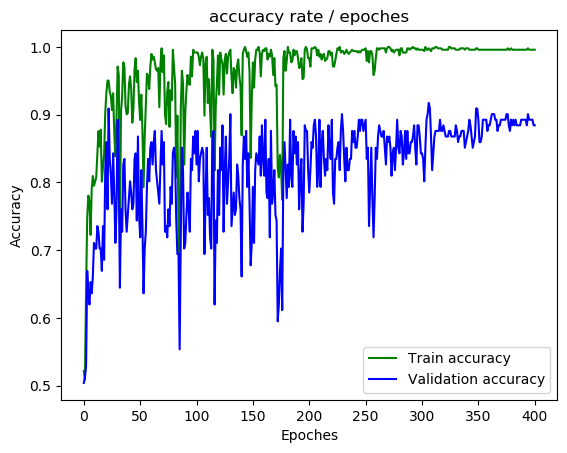 accuracy rate / epoches
1.0
0.9
0.8
0.7
0.6
0.5
Accuracy
0 50 100 150 200 250 300 350 400
Epoches
Train accuracy
Validation accuracy